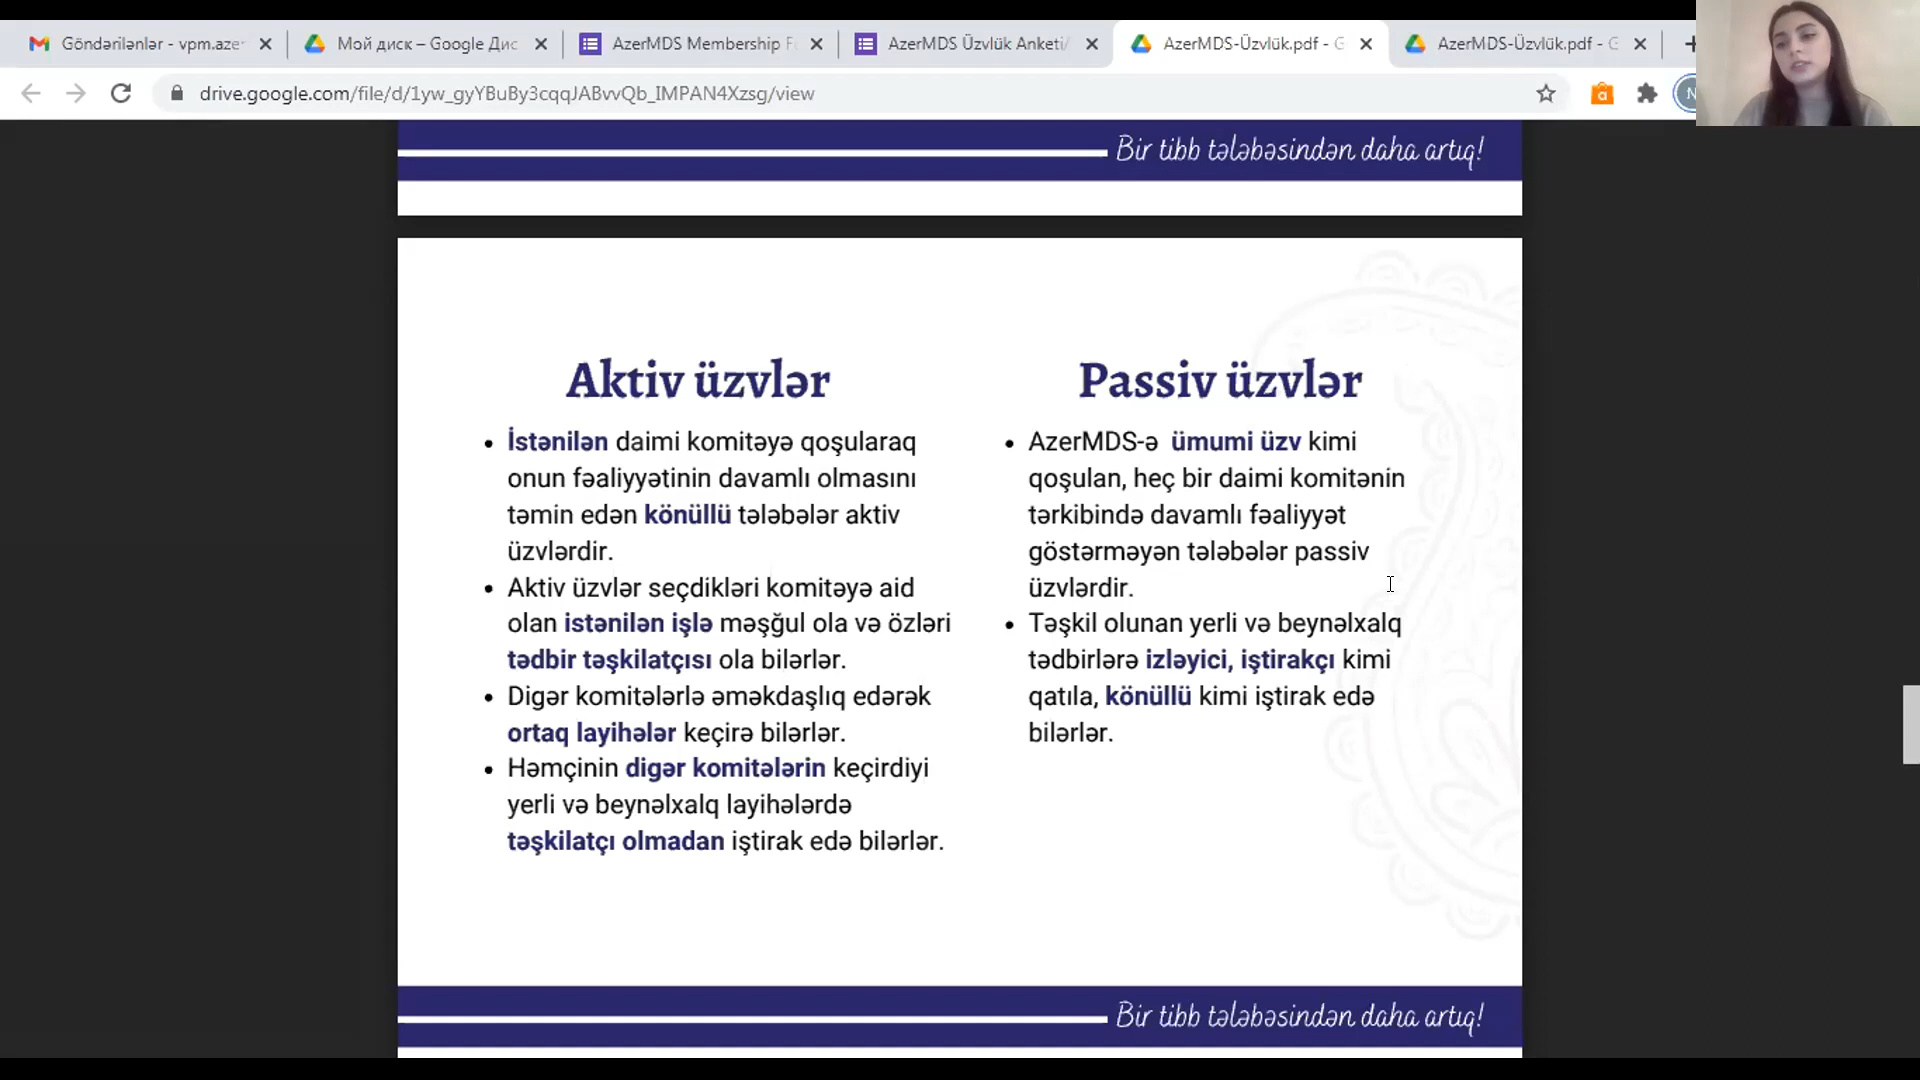 Göndərilənlər - vpm.azer
Мой диск – Google Дис
AzerMDS Membership F
AzerMDS Üzvlük Anketi/
AzerMDS-Üzvlük.pdf - G
AzerMDS-Üzvlük.pdf - G
drive.google.com/file/d/1yw_gyYBuBy3cqqJABvvQb_IMPAN4Xzsg/view
Bir tibb tələbəsindən daha artıq!
Aktiv üzvlər
• İstənilən daimi komitəyə qoşularaq
onun fəaliyyətinin davamlı olmasını
təmin edən könüllü tələbələr aktiv
üzvlərdir.
• Aktiv üzvlər seçdikləri komitəyə aid
olan istənilən işlə məşğul ola və özləri
tədbir təşkilatçısı ola bilərlər.
• Digər komitələrlə əməkdaşlıq edərək
ortaq layihələr keçirə bilərlər.
• Həmçinin digər komitələrin keçirdiyi
yerli və beynəlxalq layihələrdə
təşkilatçı olmadan iştirak edə bilərlər.
Passiv üzvlər
• AzerMDS-ə ümumi üzv kimi
qoşulan, heç bir daimi komitənin
tərkibində davamlı fəaliyyət
göstərməyən tələbələr passiv
üzvlərdir.
• Təşkil olunan yerli və beynəlxalq
tədbirlərə izləyici, iştirakçı kimi
qatıla, könüllü kimi iştirak edə
bilərlər.
Bir tibb tələbəsindən daha artıq!